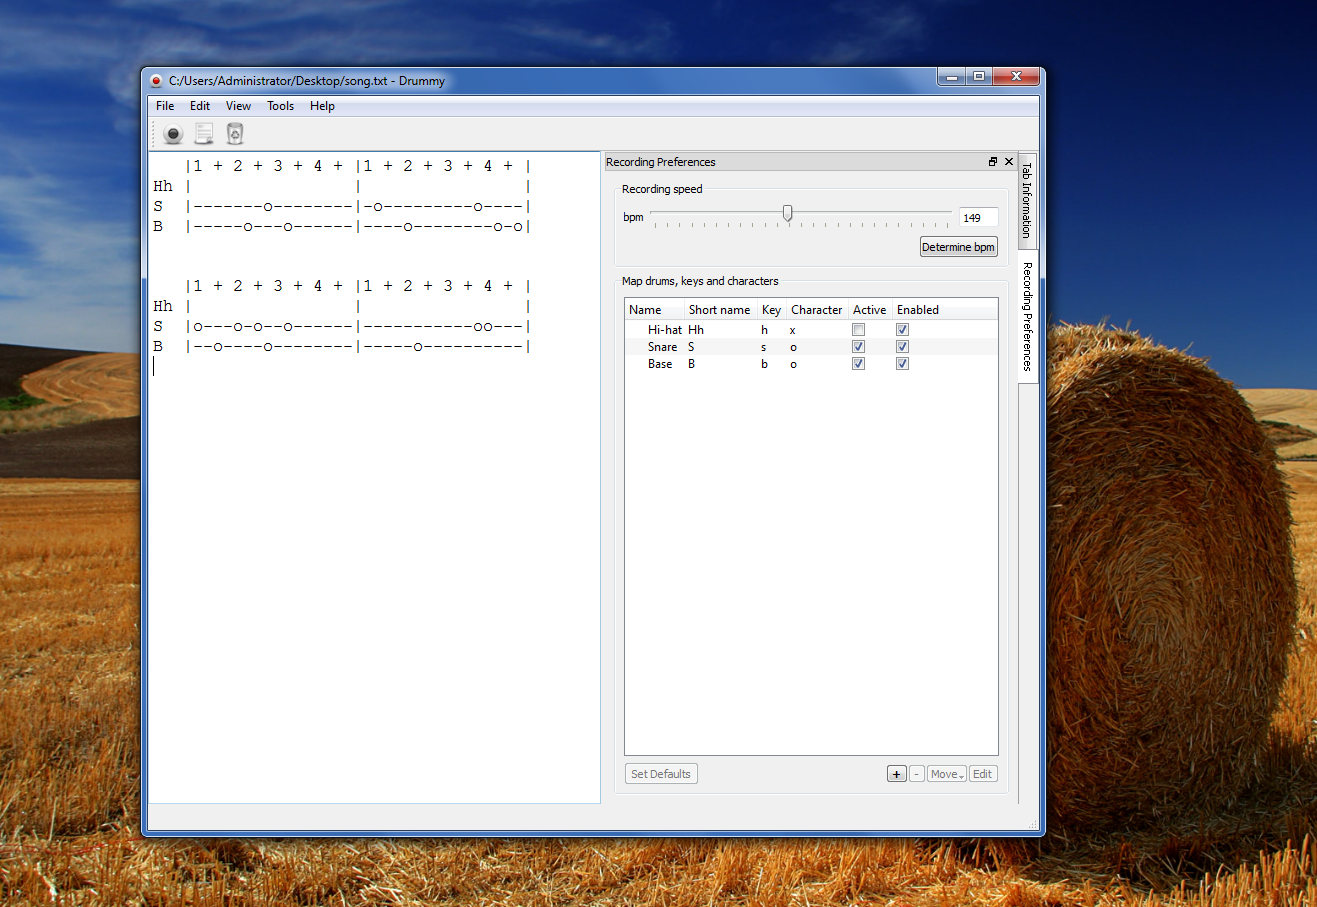 C:/Users/Administrator/Desktop/song.txt - Drummy
File Edit View Tools Help
|1 + 2 + 3 + 4 + |1 + 2 + 3 + 4 + |
Hh | | |
S |-------o--------|-o---------o----|
B |-----o---o------|----o--------o-o|
|1 + 2 + 3 + 4 + |1 + 2 + 3 + 4 + |
Hh | | |
S |o---o-o--o------|-----------oo---|
B |--o----o--------|-----o----------|
Recording Preferences
Recording speed
bpm 149
Determine bpm
Map drums, keys and characters
Name Short name Key Character Active Enabled
Hi-hat Hh h x
Snare S s o
Base B b o
Set Defaults + - Move Edit
Tab Information
Recording Preferences